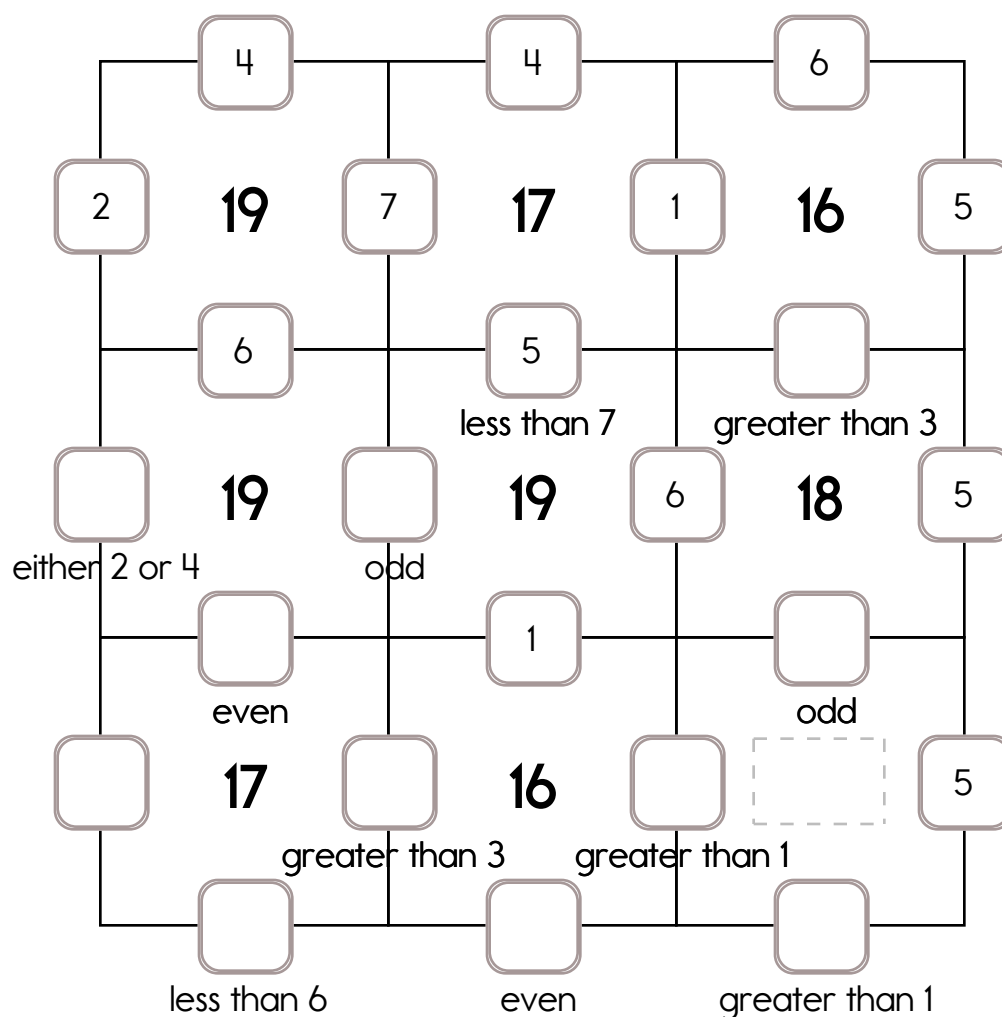 4 4 6
2 19 7 17 1 16 5
6 5
less than 7 greater than 3
19 19 6 18 5
either 2 or 4 odd
1
even odd
17 16 5
greater than 3 greater than 1
less than 6 even greater than 1